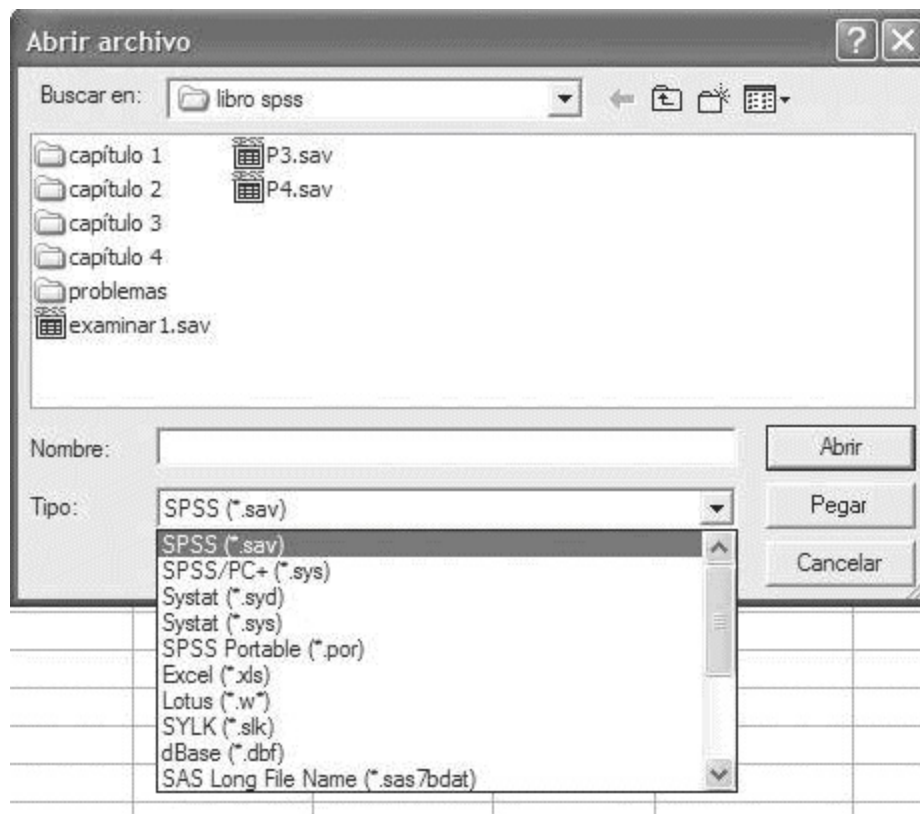 Abrir archivo
Buscar en: libro spss
capítulo 1
capítulo 2
capítulo 3
capítulo 4
problemas
examinar1.sav
P3.sav
P4.sav
Nombre:
Abrir
Tipo: SPSS (*.sav)
Pegar
Cancelar
SPSS (*.sav)
SPSS/PC+ (*.sys)
Systat (*.syd)
Systat (*.sys)
SPSS Portable (*.por)
Excel (*.xls)
Lotus (*.w*)
SYLK (*.slk)
dBase (*.dbf)
SAS Long File Name (*.sas7bdat)